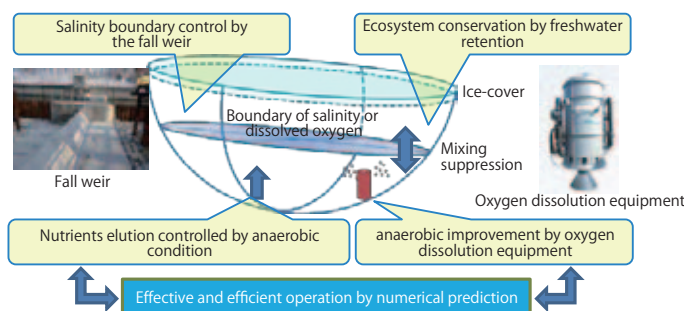 Salinity boundary control by
the fall weir
Ecosystem conservation by freshwater
retention
Ice-cover
Boundary of salinity or
dissolved oxygen
Mixing
suppression
Fall weir
Oxygen dissolution equipment
Nutrients elution controlled by anaerobic
condition
anaerobic improvement by oxygen
dissolution equipment
Effective and efficient operation by numerical prediction